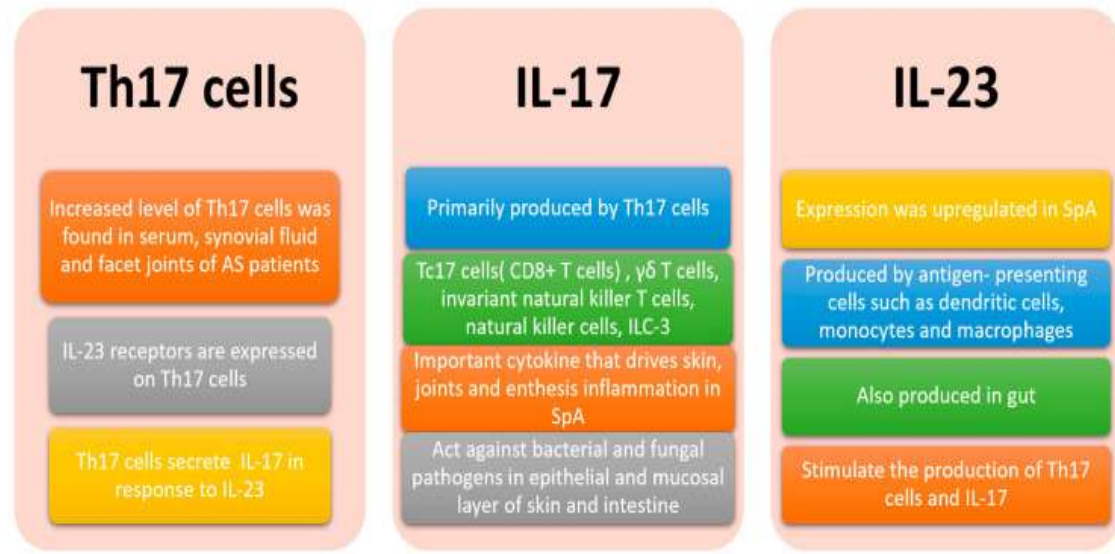 Th17 cells
Increased level of Th17 cells was
found in serum, synovial fluid
and facet joints of AS patients
IL-23 receptors are expressed
on Th17 cells
Th17 cells secrete IL-17 in
response to IL-23
IL-17
Primarily produced by Th17 cells
Tc17 cells( CD8+ T cells) , γδ T cells,
invariant natural killer T cells,
natural killer cells, ILC-3
Important cytokine that drives skin,
joints and enthesis inflammation in
SpA
Act against bacterial and fungal
pathogens in epithelial and mucosal
layer of skin and intestine
IL-23
Expression was upregulated in SpA
Produced by antigen- presenting
cells such as dendritic cells,
monocytes and macrophages
Also produced in gut
Stimulate the production of Th17
cells and IL-17